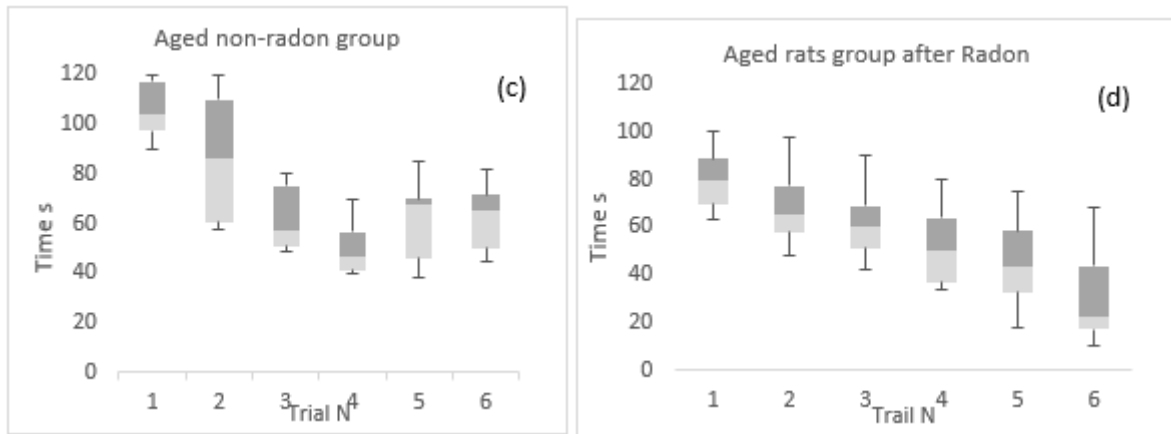 Aged non-radon group
(c)
120
100
80
60
40
20
0
Time s
1 2 3 4 5 6
Trial N
Aged rats group after Radon
(d)
120
100
80
60
40
20
0
Time s
1 2 3 4 5 6
Trail N